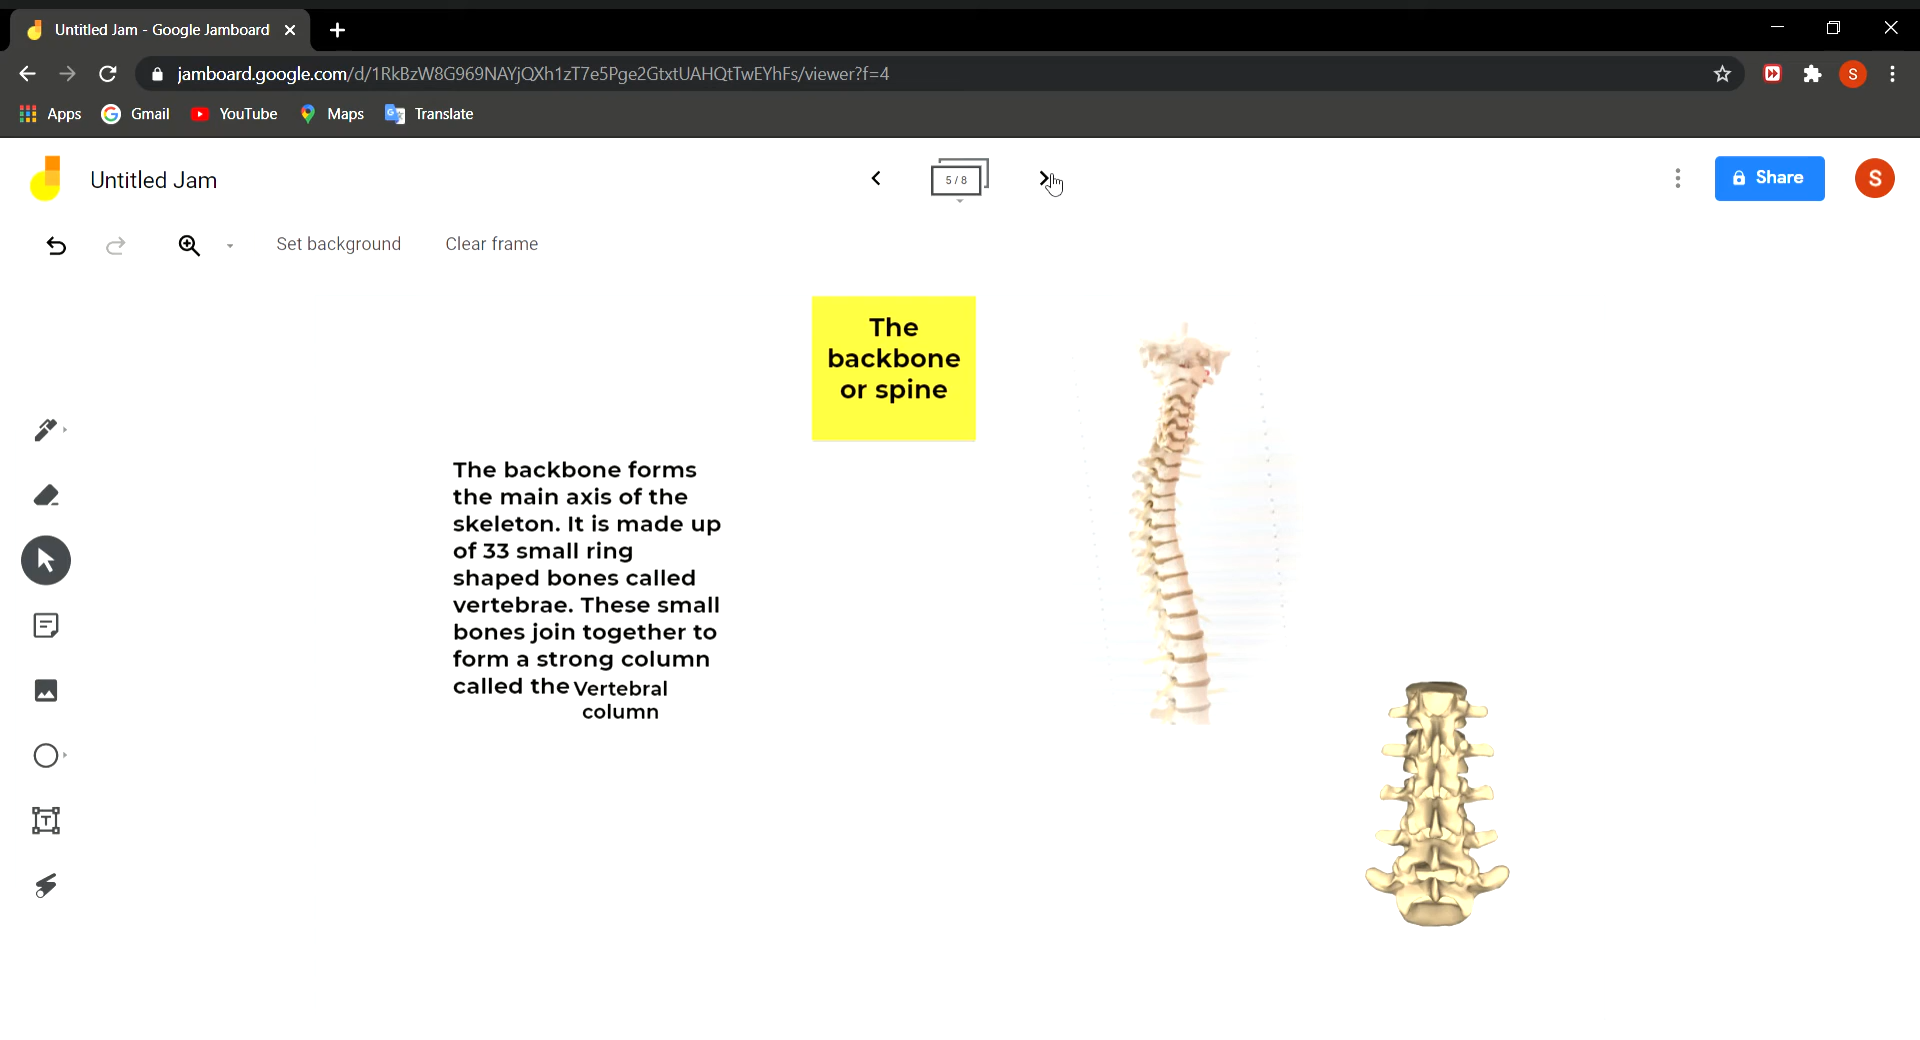 Untitled Jam - Google Jamboard
jamboard.google.com/d/1RkBzW8G969NAYjQXh1zT7e5Pge2GtxtUAHQtTwEYhFs/viewer?f=4
S
Apps
Gmail
YouTube
Maps
Translate
Untitled Jam
5 / 8
Share
S
Set background
Clear frame
The
backbone
or spine
The backbone forms
the main axis of the
skeleton. It is made up
of 33 small ring
shaped bones called
vertebrae. These small
bones join together to
form a strong column
called the Vertebral
column